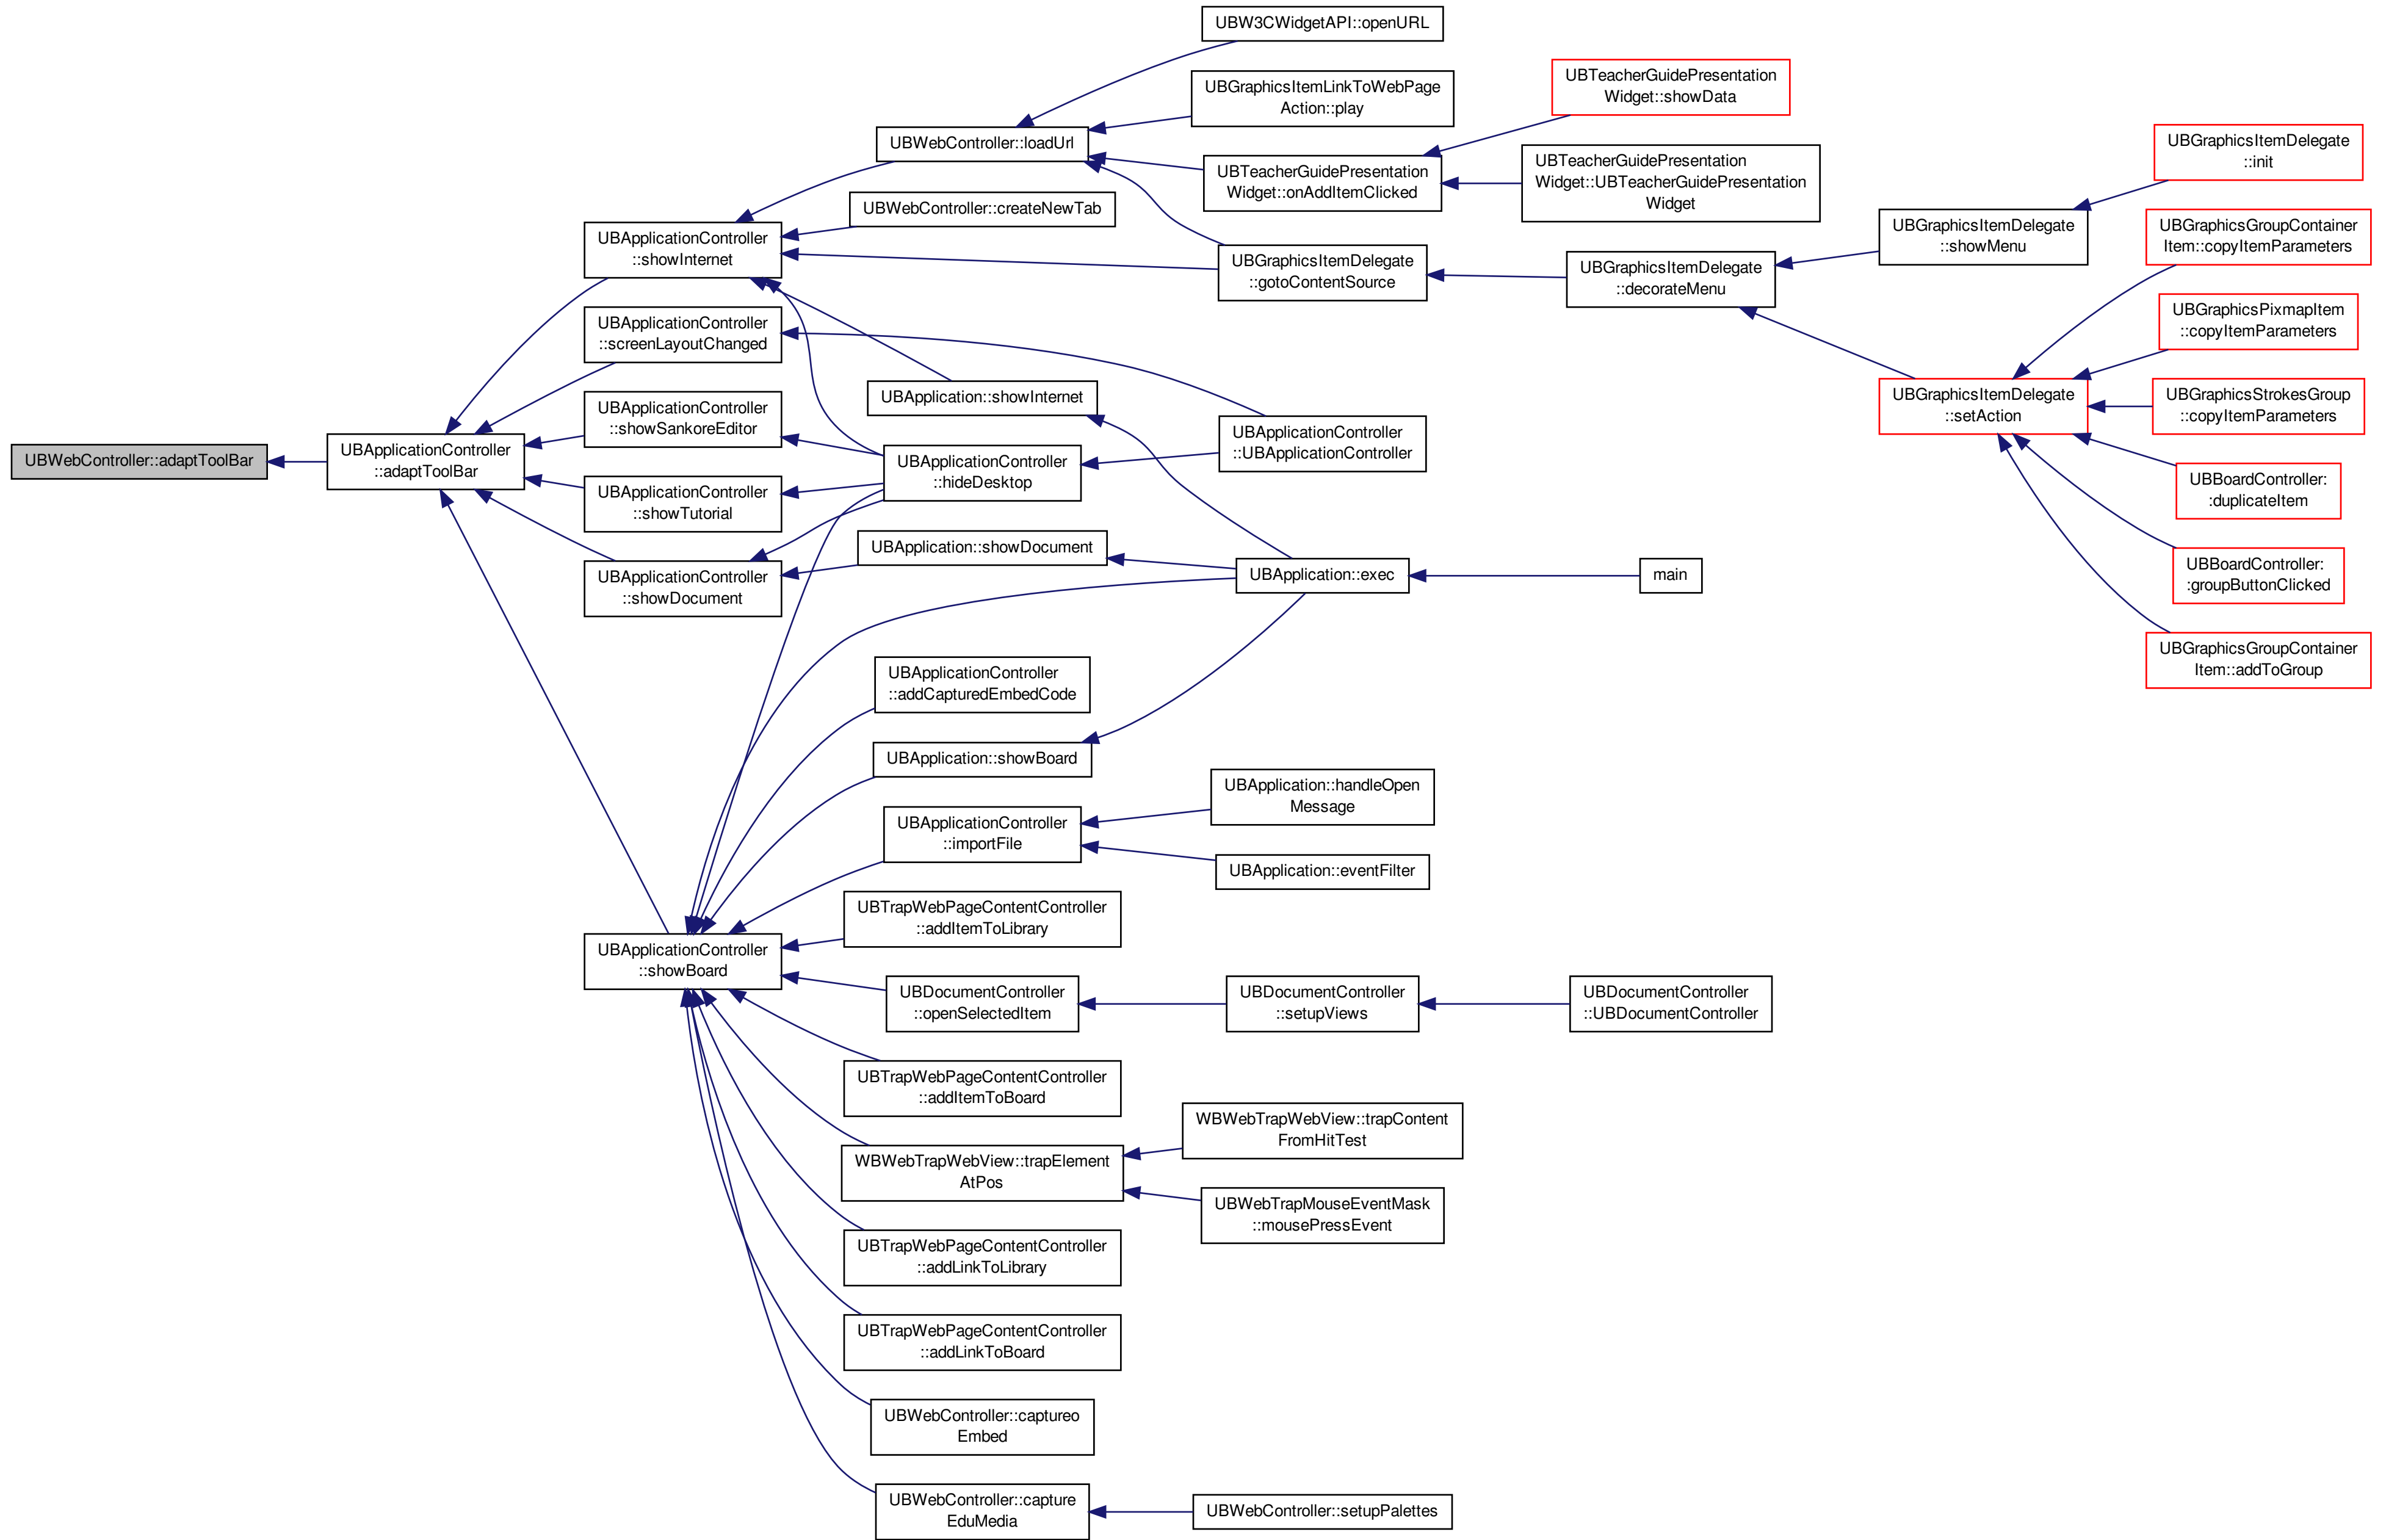 UBWebController::adaptToolBar
UBApplicationController
::adaptToolBar
UBApplicationController
::showInternet
UBApplicationController
::screenLayoutChanged
UBApplicationController
::showSankoreEditor
UBApplicationController
::showTutorial
UBApplicationController
::showDocument
UBApplicationController
::showBoard
UBWebController::loadUrl
UBWebController::createNewTab
UBApplication::showInternet
UBApplicationController
::hideDesktop
UBApplication::showDocument
UBApplicationController
::addCapturedEmbedCode
UBApplication::showBoard
UBApplicationController
::importFile
UBTrapWebPageContentController
::addItemToLibrary
UBDocumentController
::openSelectedItem
UBTrapWebPageContentController
::addItemToBoard
WBWebTrapWebView::trapElement
AtPos
UBTrapWebPageContentController
::addLinkToLibrary
UBTrapWebPageContentController
::addLinkToBoard
UBWebController::captureo
Embed
UBWebController::capture
EduMedia
UBW3CWidgetAPI::openURL
UBGraphicsItemLinkToWebPage
Action::play
UBTeacherGuidePresentation
Widget::onAddItemClicked
UBGraphicsItemDelegate
::gotoContentSource
UBApplicationController
::UBApplicationController
UBApplication::exec
UBApplication::handleOpen
Message
UBApplication::eventFilter
UBDocumentController
::setupViews
WBWebTrapWebView::trapContent
FromHitTest
UBWebTrapMouseEventMask
::mousePressEvent
UBWebController::setupPalettes
UBTeacherGuidePresentation
Widget::showData
UBTeacherGuidePresentation
Widget::UBTeacherGuidePresentation
Widget
UBGraphicsItemDelegate
::decorateMenu
main
UBDocumentController
::UBDocumentController
UBGraphicsItemDelegate
::showMenu
UBGraphicsItemDelegate
::setAction
UBGraphicsItemDelegate
::init
UBGraphicsGroupContainer
Item::copyItemParameters
UBGraphicsPixmapItem
::copyItemParameters
UBGraphicsStrokesGroup
::copyItemParameters
UBBoardController:
:duplicateItem
UBBoardController:
:groupButtonClicked
UBGraphicsGroupContainer
Item::addToGroup